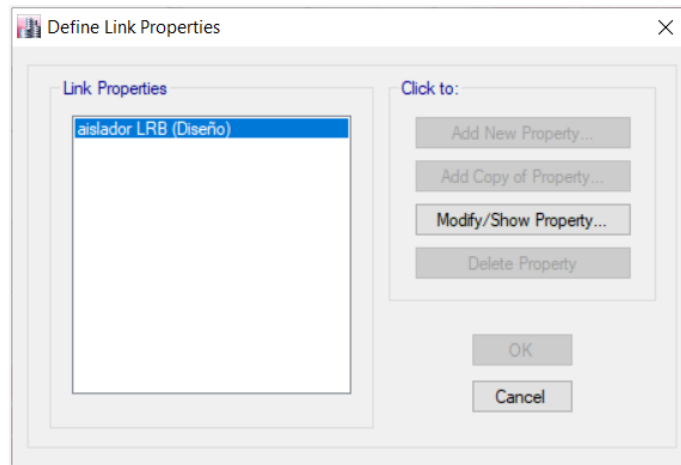 Define Link Properties
Link Properties
aislador LRB (Diseño)
Click to:
Add New Property...
Add Copy of Property...
Modify/Show Property...
Delete Property
OK
Cancel